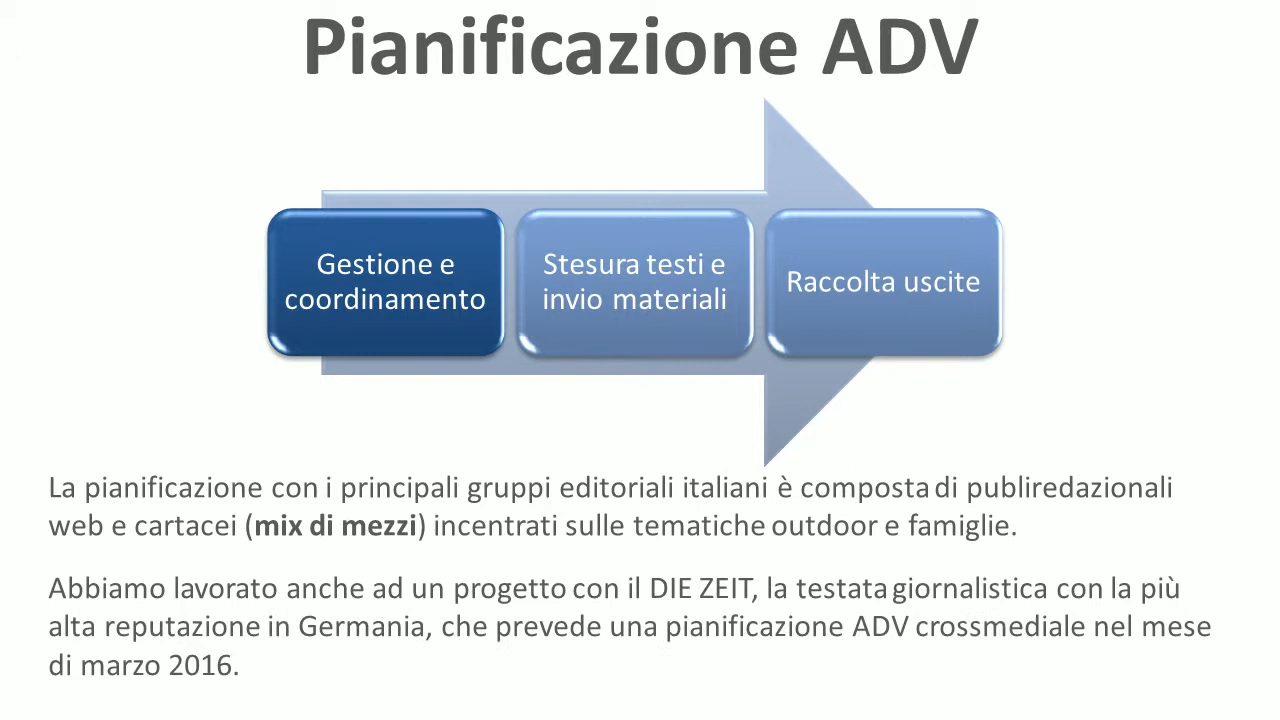 Pianificazione ADV
Gestione e
coordinamento
Stesura testi e
invio materiali
Raccolta uscite
La pianificazione con i principali gruppi editoriali italiani è composta di publiredazionali
web e cartacei (mix di mezzi) incentrati sulle tematiche outdoor e famiglie.
Abbiamo lavorato anche ad un progetto con il DIE ZEIT, la testata giornalistica con la più
alta reputazione in Germania, che prevede una pianificazione ADV crossmediale nel mese
di marzo 2016.